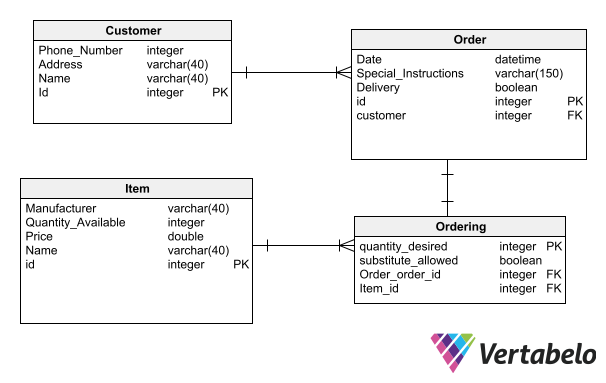 Customer
Phone_Number integer
Address varchar(40)
Name varchar(40)
Id integer PK
Order
Date datetime
Special_Instructions varchar(150)
Delivery boolean
id integer PK
customer integer FK
Item
Manufacturer varchar(40)
Quantity_Available integer
Price double
Name varchar(40)
id integer PK
Ordering
quantity_desired integer PK
substitute_allowed boolean
Order_order_id integer FK
Item_id integer FK
Vertabelo